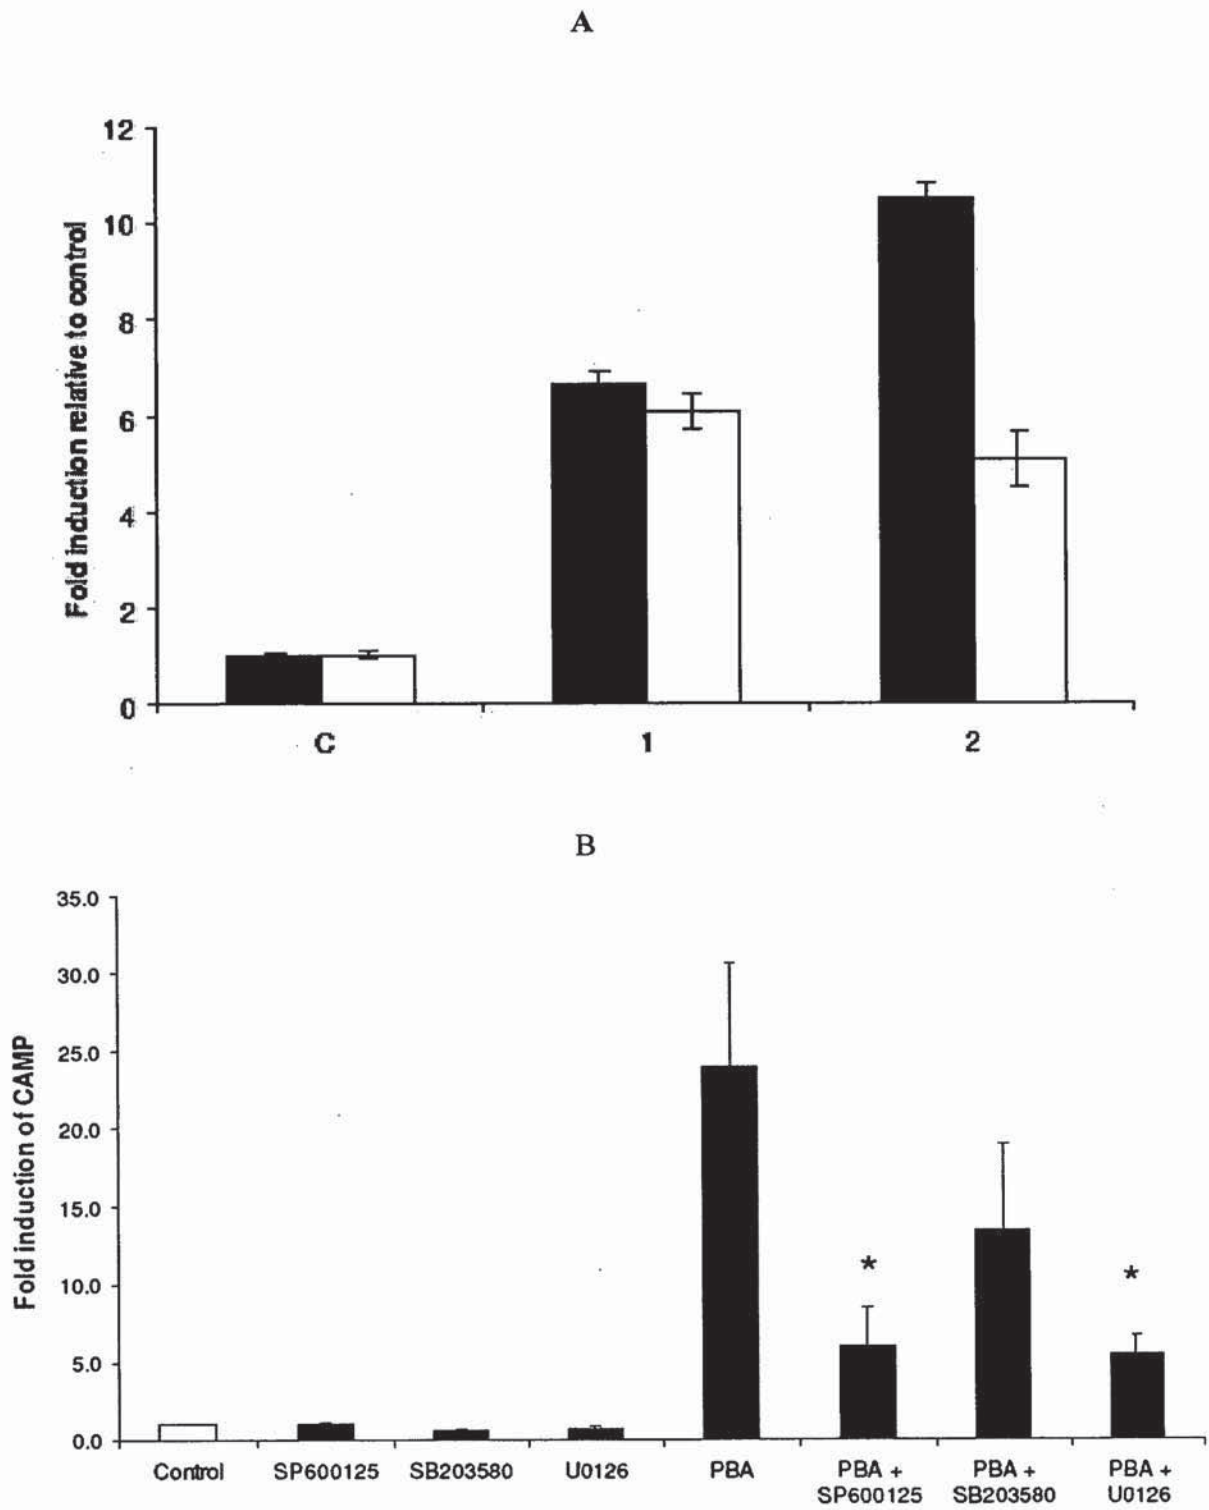 A
Fold induction relative to control
12
10
8
6
4
2
0
C 1 2
B
Fold induction of CAMP
35.0
30.0
25.0
20.0
15.0
10.0
5.0
0.0
* *
Control SP600125 SB203580 U0126 PBA PBA + PBA + PBA +
SP600125 SB203580 U0126